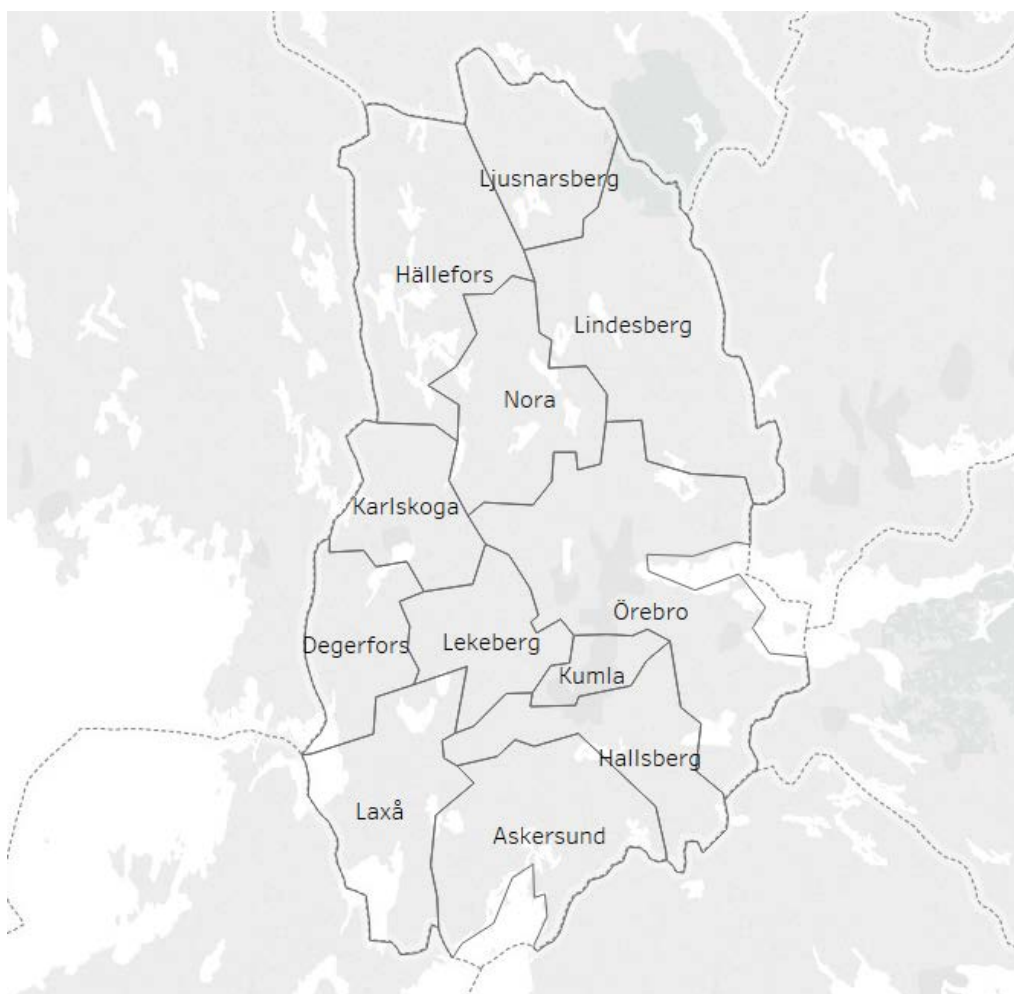 Ljusnarsberg
Hällefors
Lindesberg
Nora
Karlskoga
Örebro
Degerfors
Lekeberg
Kumla
Hallsberg
Laxå
Askersund